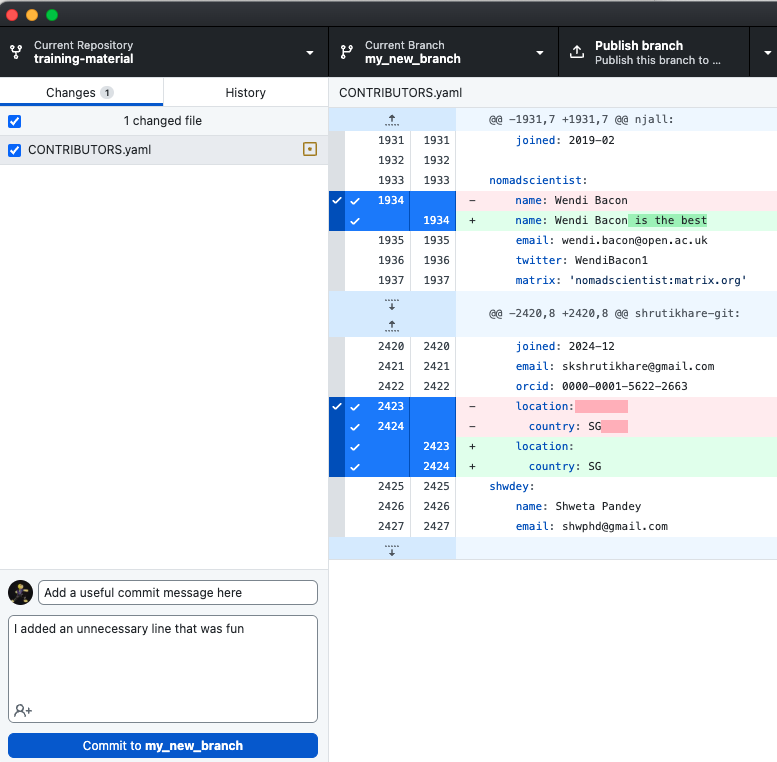 Current Repository
training-material
Current Branch
my_new_branch
Publish branch
Publish this branch to ...
Changes 1
History
1 changed file
CONTRIBUTORS.yaml
CONTRIBUTORS.yaml
@@ -1931,7 +1931,7 @@ njall:
1931 1931 joined: 2019-02
1932 1932
1933 1933 nomadscientist:
1934 - name: Wendi Bacon
1934 + name: Wendi Bacon is the best
1935 1935 email: wendi.bacon@open.ac.uk
1936 1936 twitter: WendiBacon1
1937 1937 matrix: 'nomadscientist:matrix.org'
@@ -2420,8 +2420,8 @@ shrutikhare-git:
2420 2420 joined: 2024-12
2421 2421 email: skshrutikhare@gmail.com
2422 2422 orcid: 0000-0001-5622-2663
2423 - location:
2424 - country: SG
2423 + location:
2424 + country: SG
2425 2425 shwdey:
2426 2426 name: Shweta Pandey
2427 2427 email: shwphd@gmail.com
Add a useful commit message here
I added an unnecessary line that was fun
Commit to my_new_branch